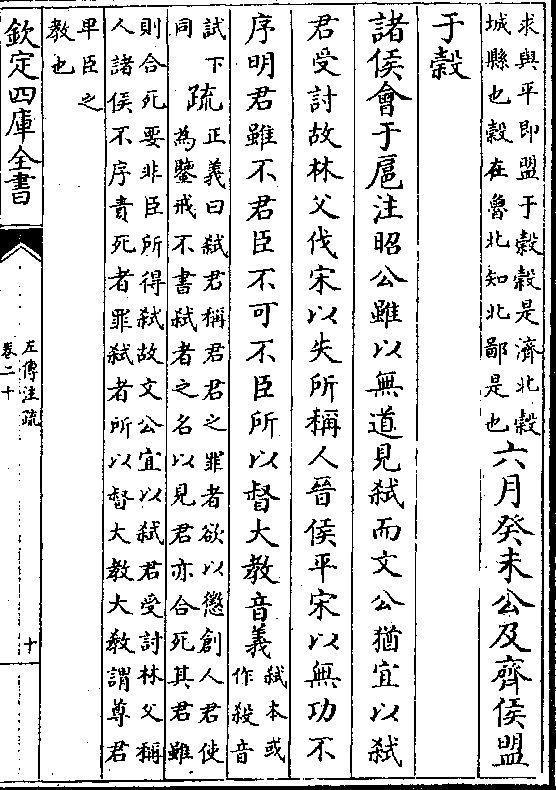 求與平即盟于穀穀是濟北穀
城縣也穀在魯北知北鄙是也
六月癸未公及齊侯盟
于穀
諸侯會于扈注昭公雖以無道見弑而文公猶宜以弑
君受討故林父伐宋以失所稱人晉侯平宋以無功不
序明君雖不君臣不可不臣所以督大教音義
弑本或
作殺音
試下
同
疏
正義曰弑君稱君君之罪者欲以懲創人君使
為鑒戒不書弑者之名以見君亦合死其君雖
則合死要非臣所得弑故文公宜以弑君受討林父稱
人諸侯不序責死者罪弑者所以督大教大教謂尊君
卑臣之
教也
欽定四庫全書
左傳注疏
卷二十
十